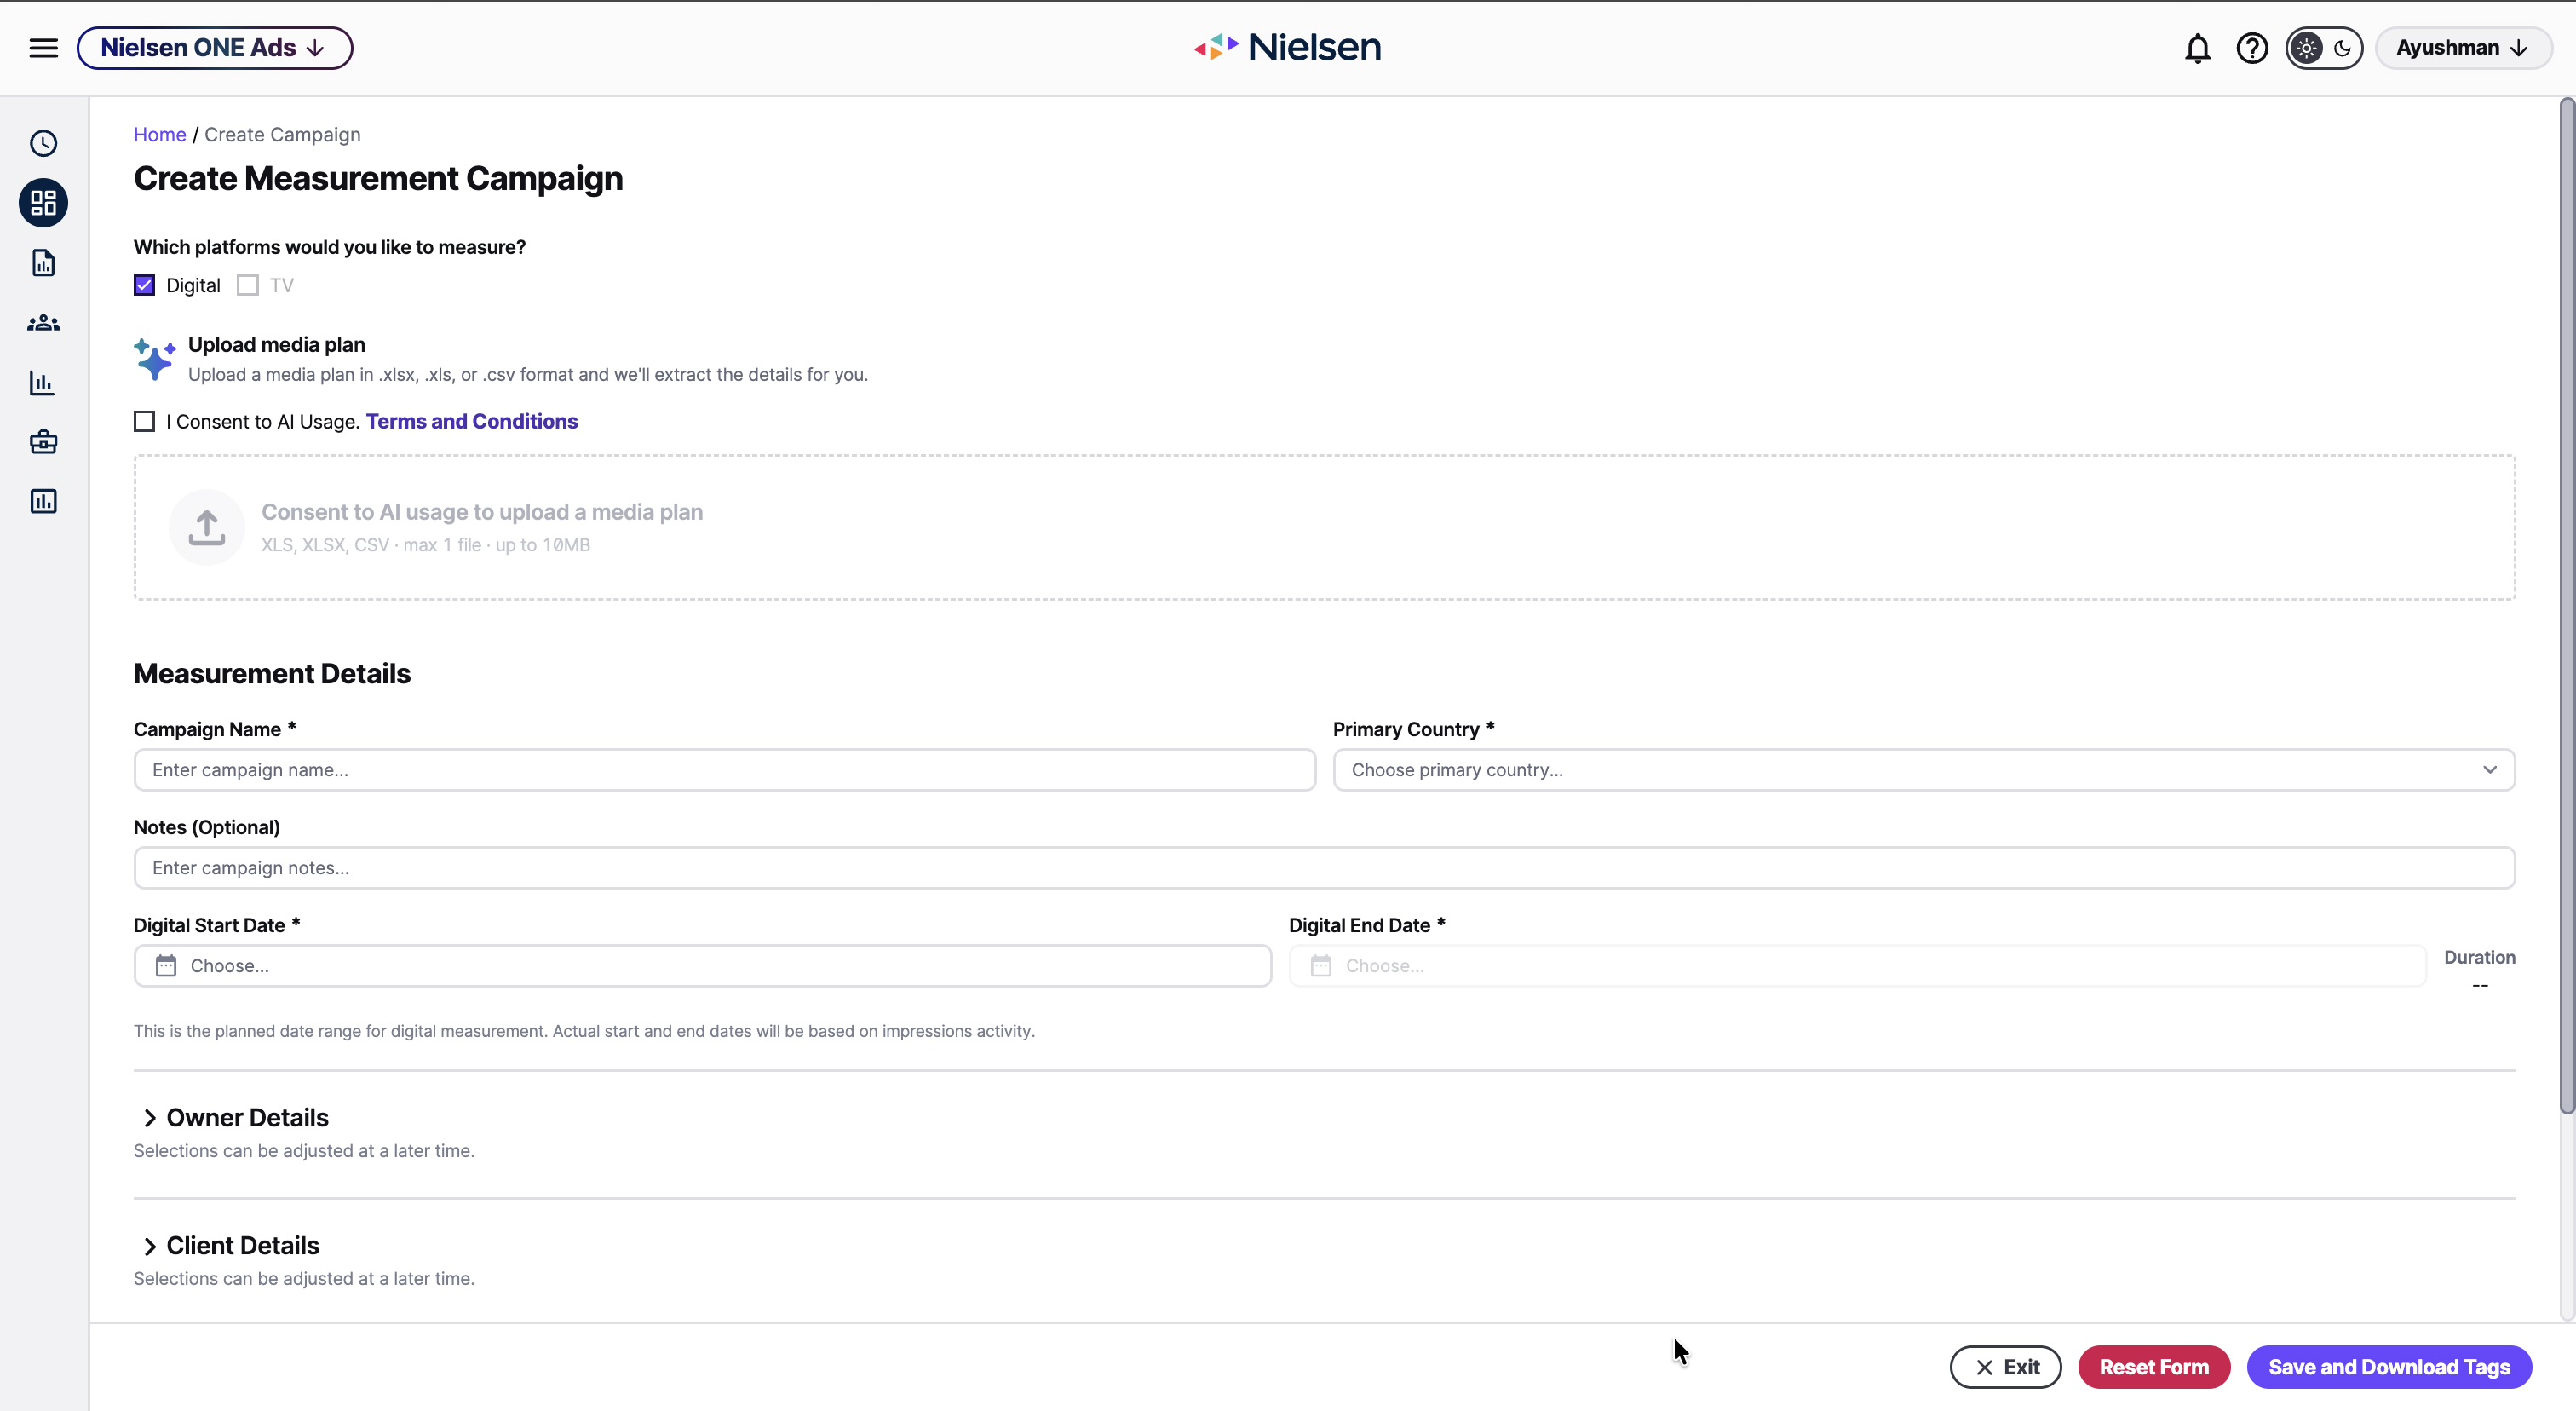 Nielsen ONE Ads
Nielsen
Ayushman
Home / Create Campaign
Create Measurement Campaign
Which platforms would you like to measure?
Digital TV
Upload media plan
Upload a media plan in .xlsx, .xls, or .csv format and we'll extract the details for you.
I Consent to AI Usage. Terms and Conditions
Consent to AI usage to upload a media plan
XLS, XLSX, CSV · max 1 file · up to 10MB
Measurement Details
Campaign Name * Primary Country *
Enter campaign name... Choose primary country...
Notes (Optional)
Enter campaign notes...
Digital Start Date * Digital End Date *
Choose... Choose... Duration
--
This is the planned date range for digital measurement. Actual start and end dates will be based on impressions activity.
Owner Details
Selections can be adjusted at a later time.
Client Details
Selections can be adjusted at a later time.
Exit Reset Form Save and Download Tags